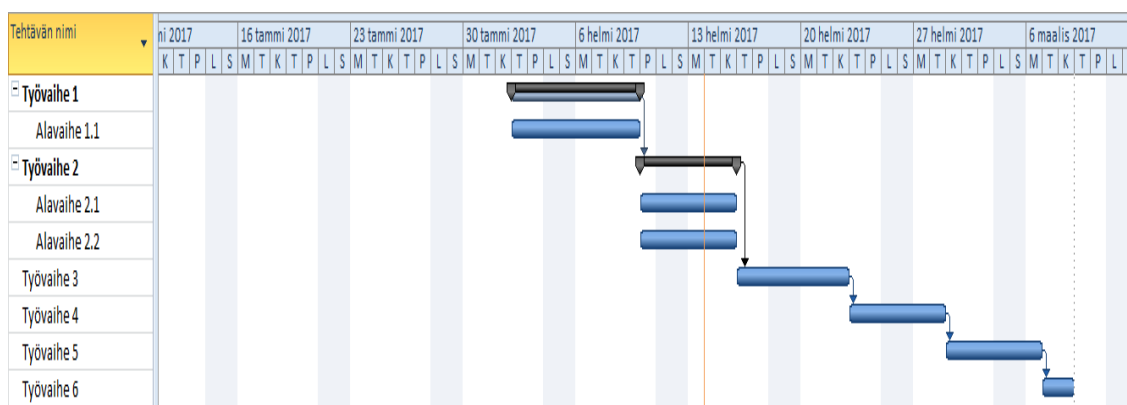 Tehtävän nimi
mi 2017 16 tammi 2017 23 tammi 2017 30 tammi 2017 6 helmi 2017 13 helmi 2017 20 helmi 2017 27 helmi 2017 6 maalis 2017
K T P L S M T K T P L S M T K T P L S M T K T P L S M T K T P L S M T K T P L S M T K T P L S M T K T P L S M T K T P L
Työvaihe 1
Alavaihe 1.1
Työvaihe 2
Alavaihe 2.1
Alavaihe 2.2
Työvaihe 3
Työvaihe 4
Työvaihe 5
Työvaihe 6